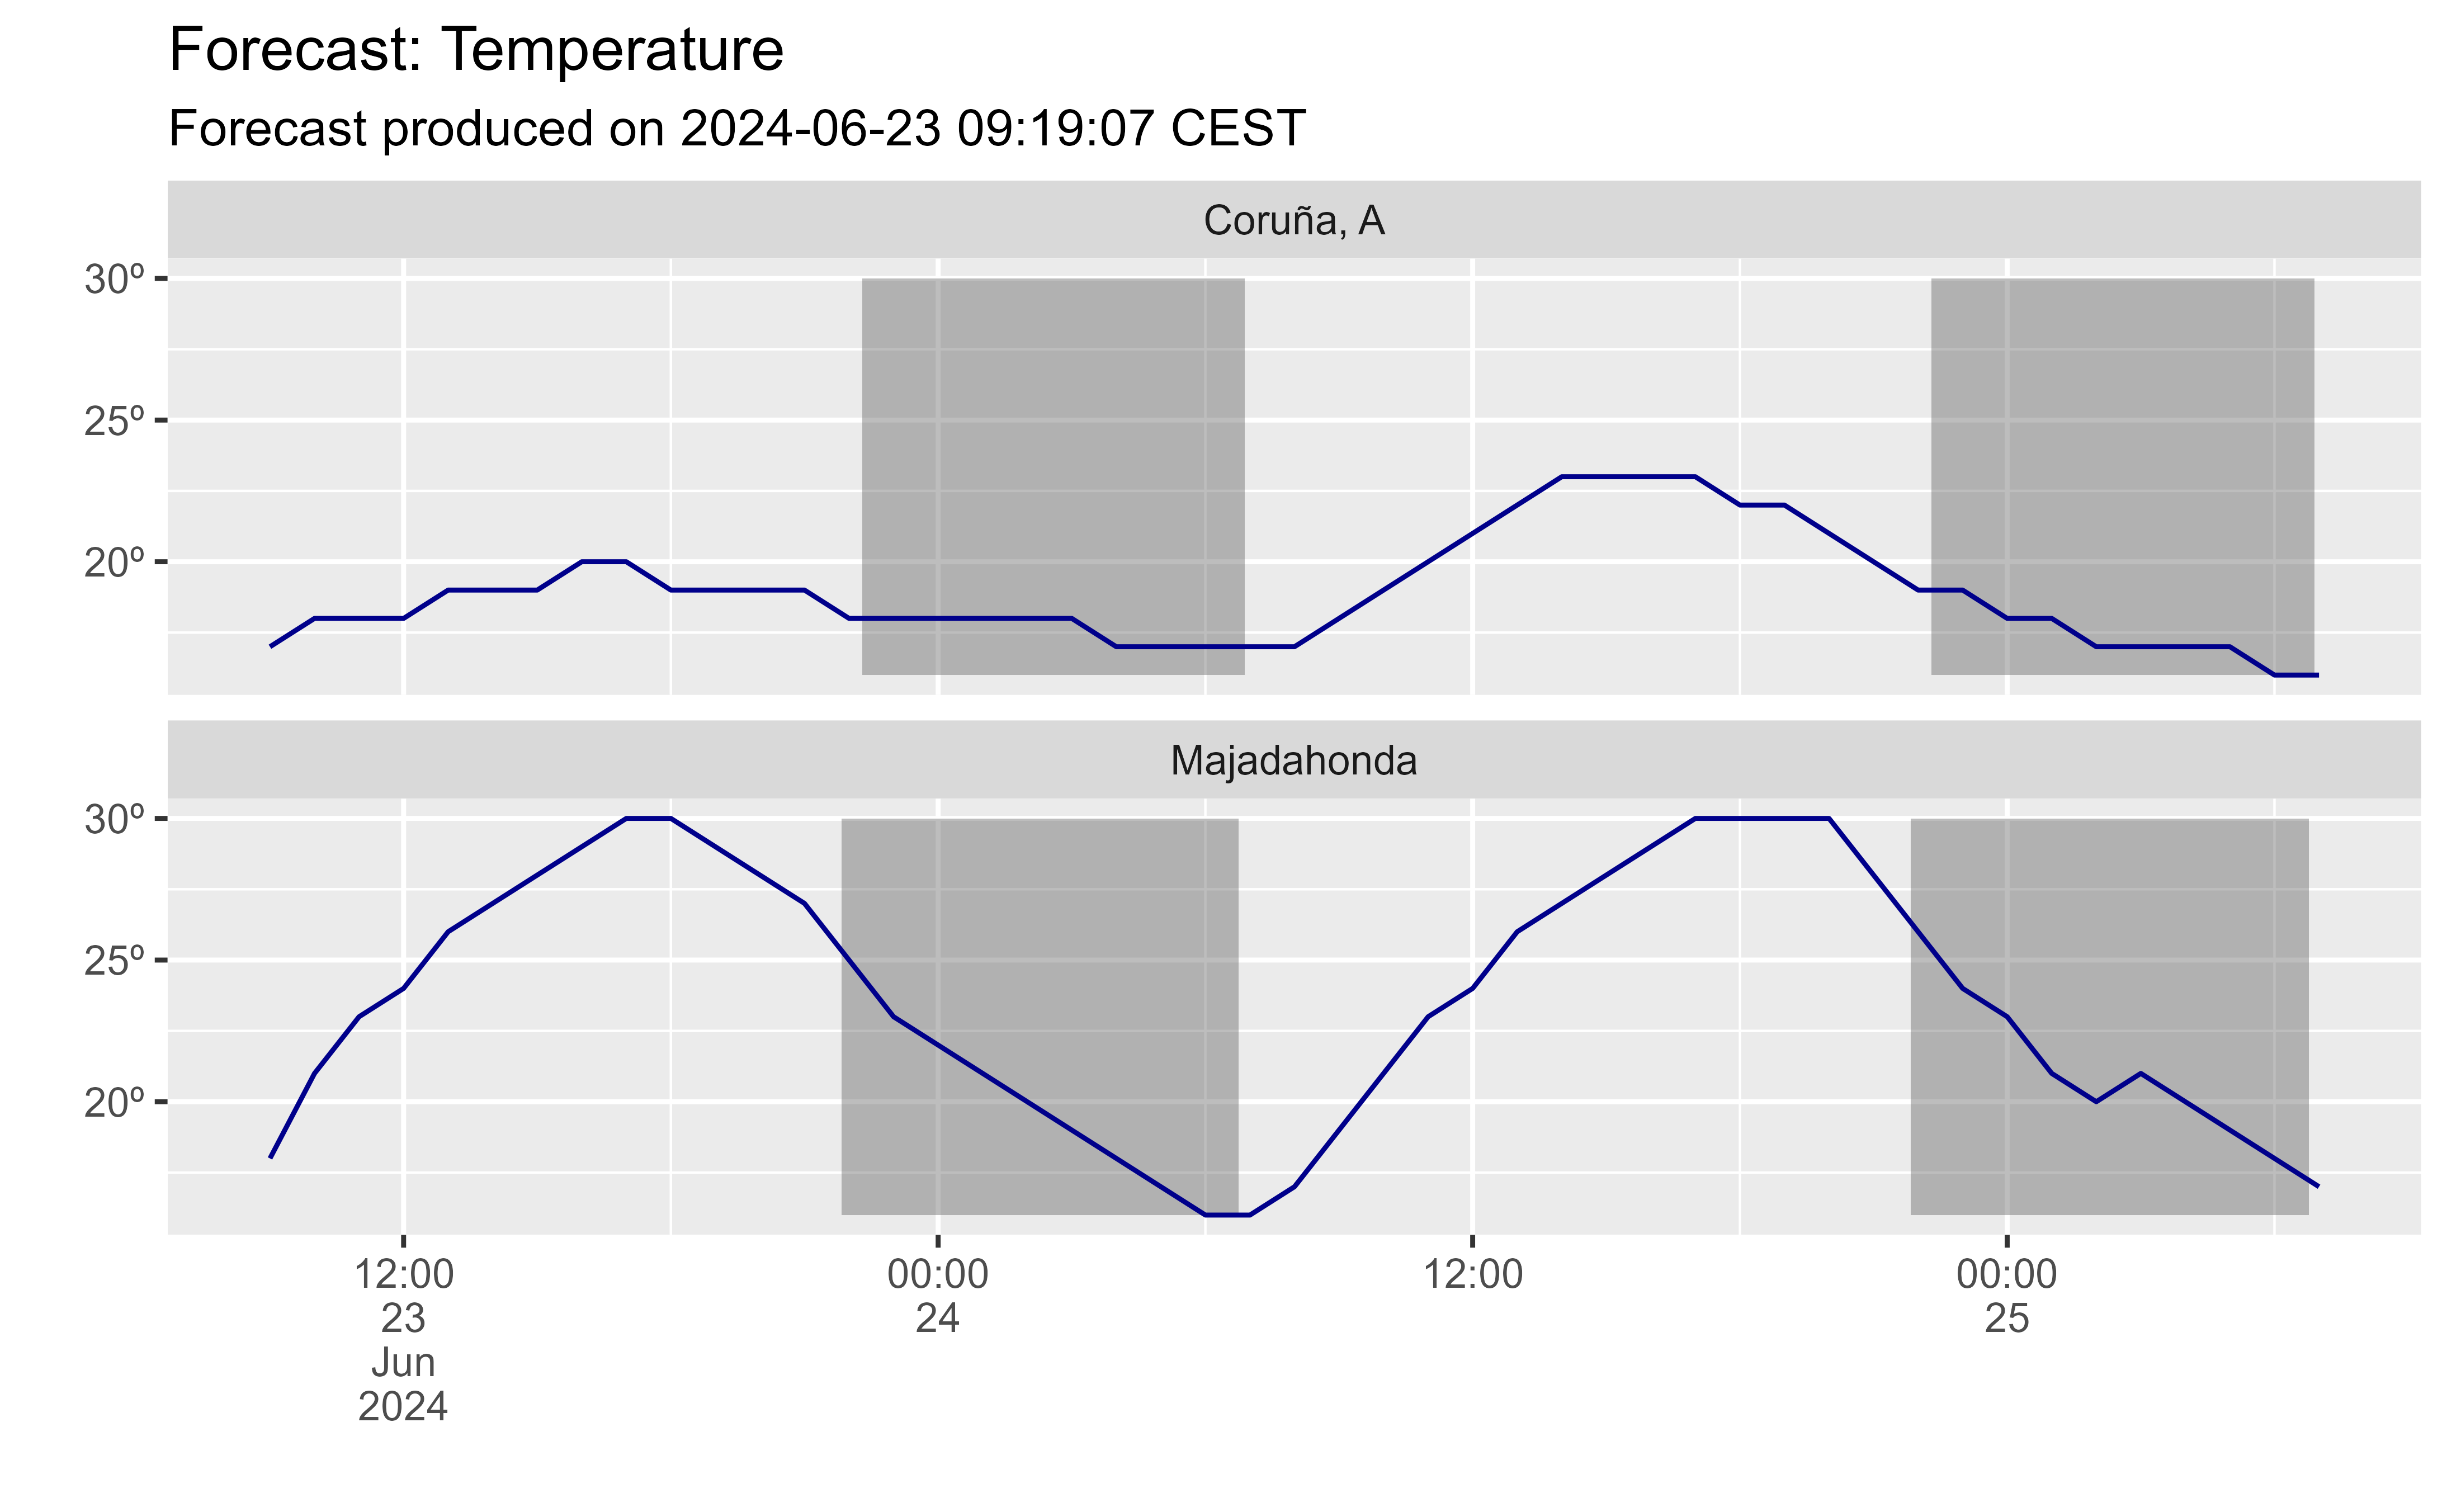 Forecast: Temperature
Forecast produced on 2024-06-23 09:19:07 CEST
Coruña, A
30º
25º
20º
Majadahonda
30º
25º
20º
12:00 00:00 12:00 00:00
23 24 25
Jun
2024